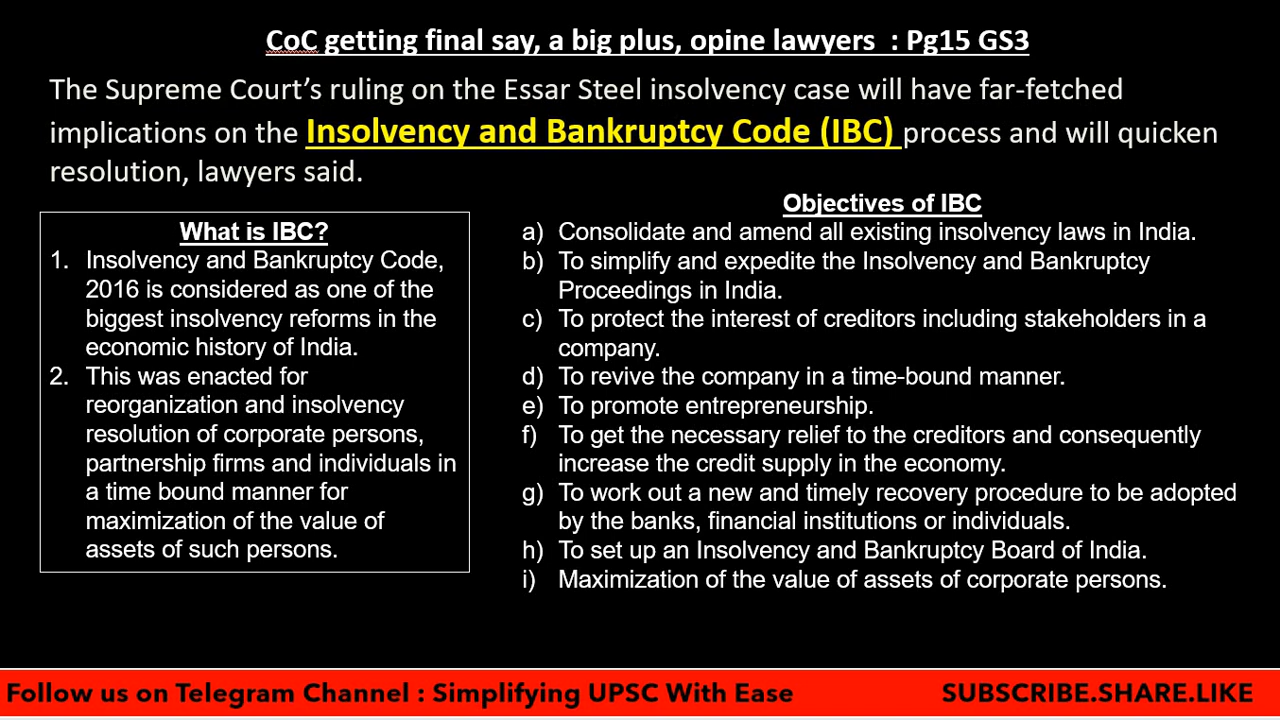 CoC getting final say, a big plus, opine lawyers : Pg15 GS3
The Supreme Court's ruling on the Essar Steel insolvency case will have far-fetched
implications on the Insolvency and Bankruptcy Code (IBC) process and will quicken
resolution, lawyers said.
What is IBC?
1. Insolvency and Bankruptcy Code,
2016 is considered as one of the
biggest insolvency reforms in the
economic history of India.
2. This was enacted for
reorganization and insolvency
resolution of corporate persons,
partnership firms and individuals in
a time bound manner for
maximization of the value of
assets of such persons.
Objectives of IBC
a) Consolidate and amend all existing insolvency laws in India.
b) To simplify and expedite the Insolvency and Bankruptcy
Proceedings in India.
c) To protect the interest of creditors including stakeholders in a
company.
d) To revive the company in a time-bound manner.
e) To promote entrepreneurship.
f) To get the necessary relief to the creditors and consequently
increase the credit supply in the economy.
g) To work out a new and timely recovery procedure to be adopted
by the banks, financial institutions or individuals.
h) To set up an Insolvency and Bankruptcy Board of India.
i) Maximization of the value of assets of corporate persons.
Follow us on Telegram Channel : Simplifying UPSC With Ease
SUBSCRIBE.SHARE.LIKE